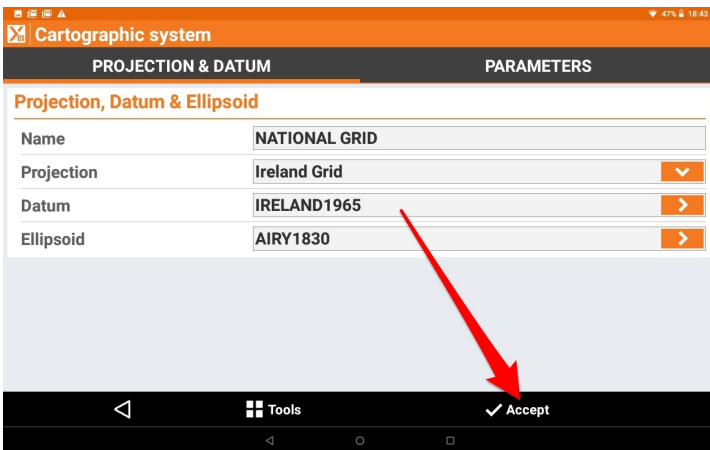 47% 18:43
Cartographic system
PROJECTION & DATUM PARAMETERS
Projection, Datum & Ellipsoid
Name NATIONAL GRID
Projection Ireland Grid
Datum IRELAND1965
Ellipsoid AIRY1830
Tools Accept